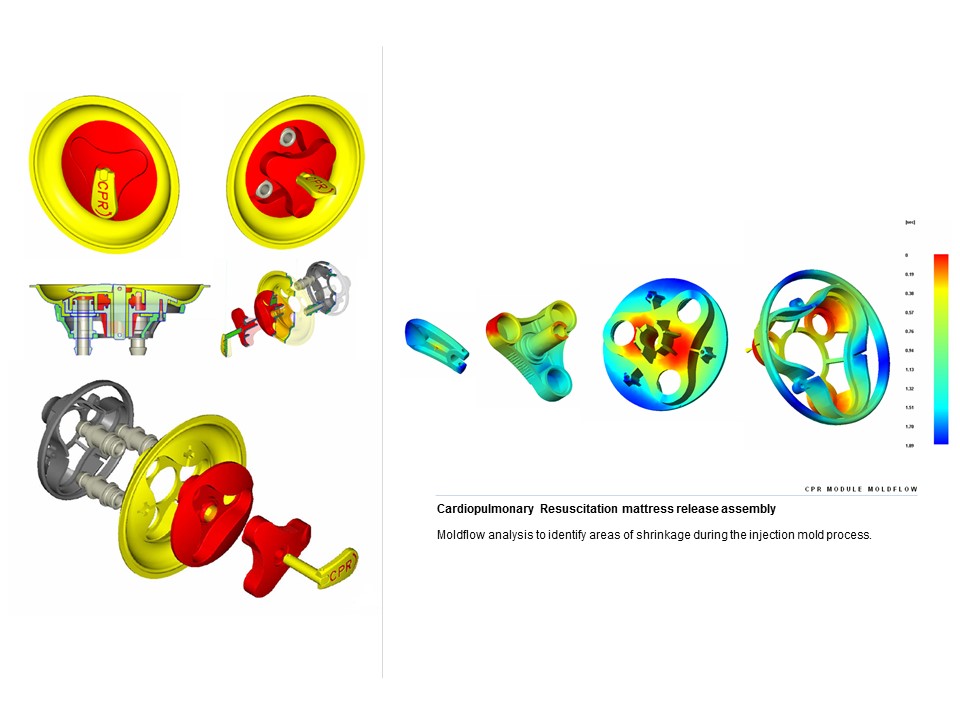 CPR
CPR
CPR
[sec]
0
0.19
0.38
0.57
0.76
0.94
1.13
1.32
1.51
1.70
1.89
CPR MODULE MOLDFLOW
Cardiopulmonary Resuscitation mattress release assembly
Moldflow analysis to identify areas of shrinkage during the injection mold process.